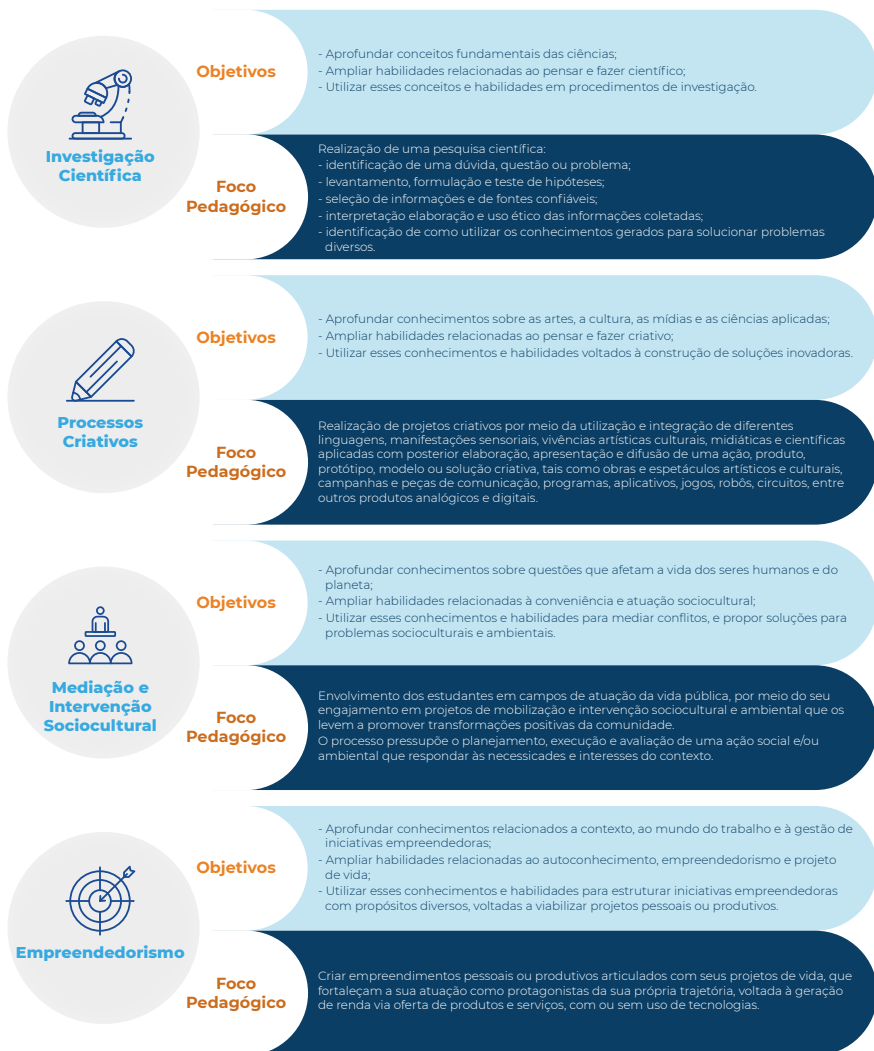 Investigação
Científica
Objetivos
- Aprofundar conceitos fundamentais das ciências;
- Ampliar habilidades relacionadas ao pensar e fazer científico;
- Utilizar esses conceitos e habilidades em procedimentos de investigação.
Foco
Pedagógico
Realização de uma pesquisa científica:
- identificação de uma dúvida, questão ou problema;
- levantamento, formulação e teste de hipóteses;
- seleção de informações e de fontes confiáveis;
- interpretação elaboração e uso ético das informações coletadas;
- identificação de como utilizar os conhecimentos gerados para solucionar problemas
diversos.
Processos
Criativos
Objetivos
- Aprofundar conhecimentos sobre as artes, a cultura, as mídias e as ciências aplicadas;
- Ampliar habilidades relacionadas ao pensar e fazer criativo;
- Utilizar esses conhecimentos e habilidades voltados à construção de soluções inovadoras.
Foco
Pedagógico
Realização de projetos criativos por meio da utilização e integração de diferentes
linguagens, manifestações sensoriais, vivências artísticas culturais, midiáticas e científicas
aplicadas com posterior elaboração, apresentação e difusão de uma ação, produto,
protótipo, modelo ou solução criativa, tais como obras e espetáculos artísticos e culturais,
campanhas e peças de comunicação, programas, aplicativos, jogos, robôs, circuitos, entre
outros produtos analógicos e digitais.
Mediação e
Intervenção
Sociocultural
Objetivos
- Aprofundar conhecimentos sobre questões que afetam a vida dos seres humanos e do
planeta;
- Ampliar habilidades relacionadas à conveniência e atuação sociocultural;
- Utilizar esses conhecimentos e habilidades para mediar conflitos, e propor soluções para
problemas socioculturais e ambientais.
Foco
Pedagógico
Envolvimento dos estudantes em campos de atuação da vida pública, por meio do seu
engajamento em projetos de mobilização e intervenção sociocultural e ambiental que os
levem a promover transformações positivas da comunidade.
O processo pressupõe o planejamento, execução e avaliação de uma ação social e/ou
ambiental que respondar às necessicades e interesses do contexto.
Empreendedorismo
Objetivos
- Aprofundar conhecimentos relacionados a contexto, ao mundo do trabalho e à gestão de
iniciativas empreendedoras;
- Ampliar habilidades relacionadas ao autoconhecimento, empreendedorismo e projeto
de vida;
- Utilizar esses conhecimentos e habilidades para estruturar iniciativas empreendedoras
com propósitos diversos, voltadas a viabilizar projetos pessoais ou produtivos.
Foco
Pedagógico
Criar empreendimentos pessoais ou produtivos articulados com seus projetos de vida, que
fortaleçam a sua atuação como protagonistas da sua própria trajetória, voltada à geração
de renda via oferta de produtos e serviços, com ou sem uso de tecnologias.